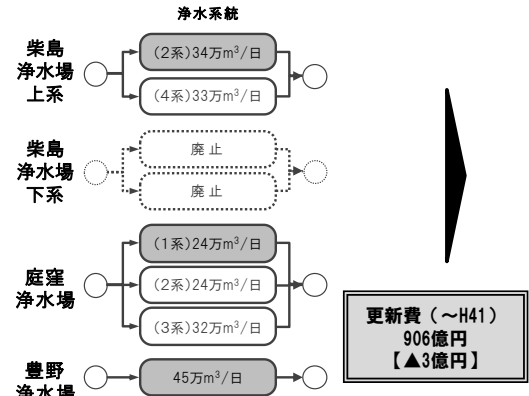 浄水系統
柴島
浄水場
上系
(2系)34万m³/日
(4系)33万m³/日
柴島
浄水場
下系
廃止
廃止
庭窪
浄水場
(1系)24万m³/日
(2系)24万m³/日
(3系)32万m³/日
更新費(~H41)
906億円
【▲3億円】
豊野
浄水場
45万m³/日